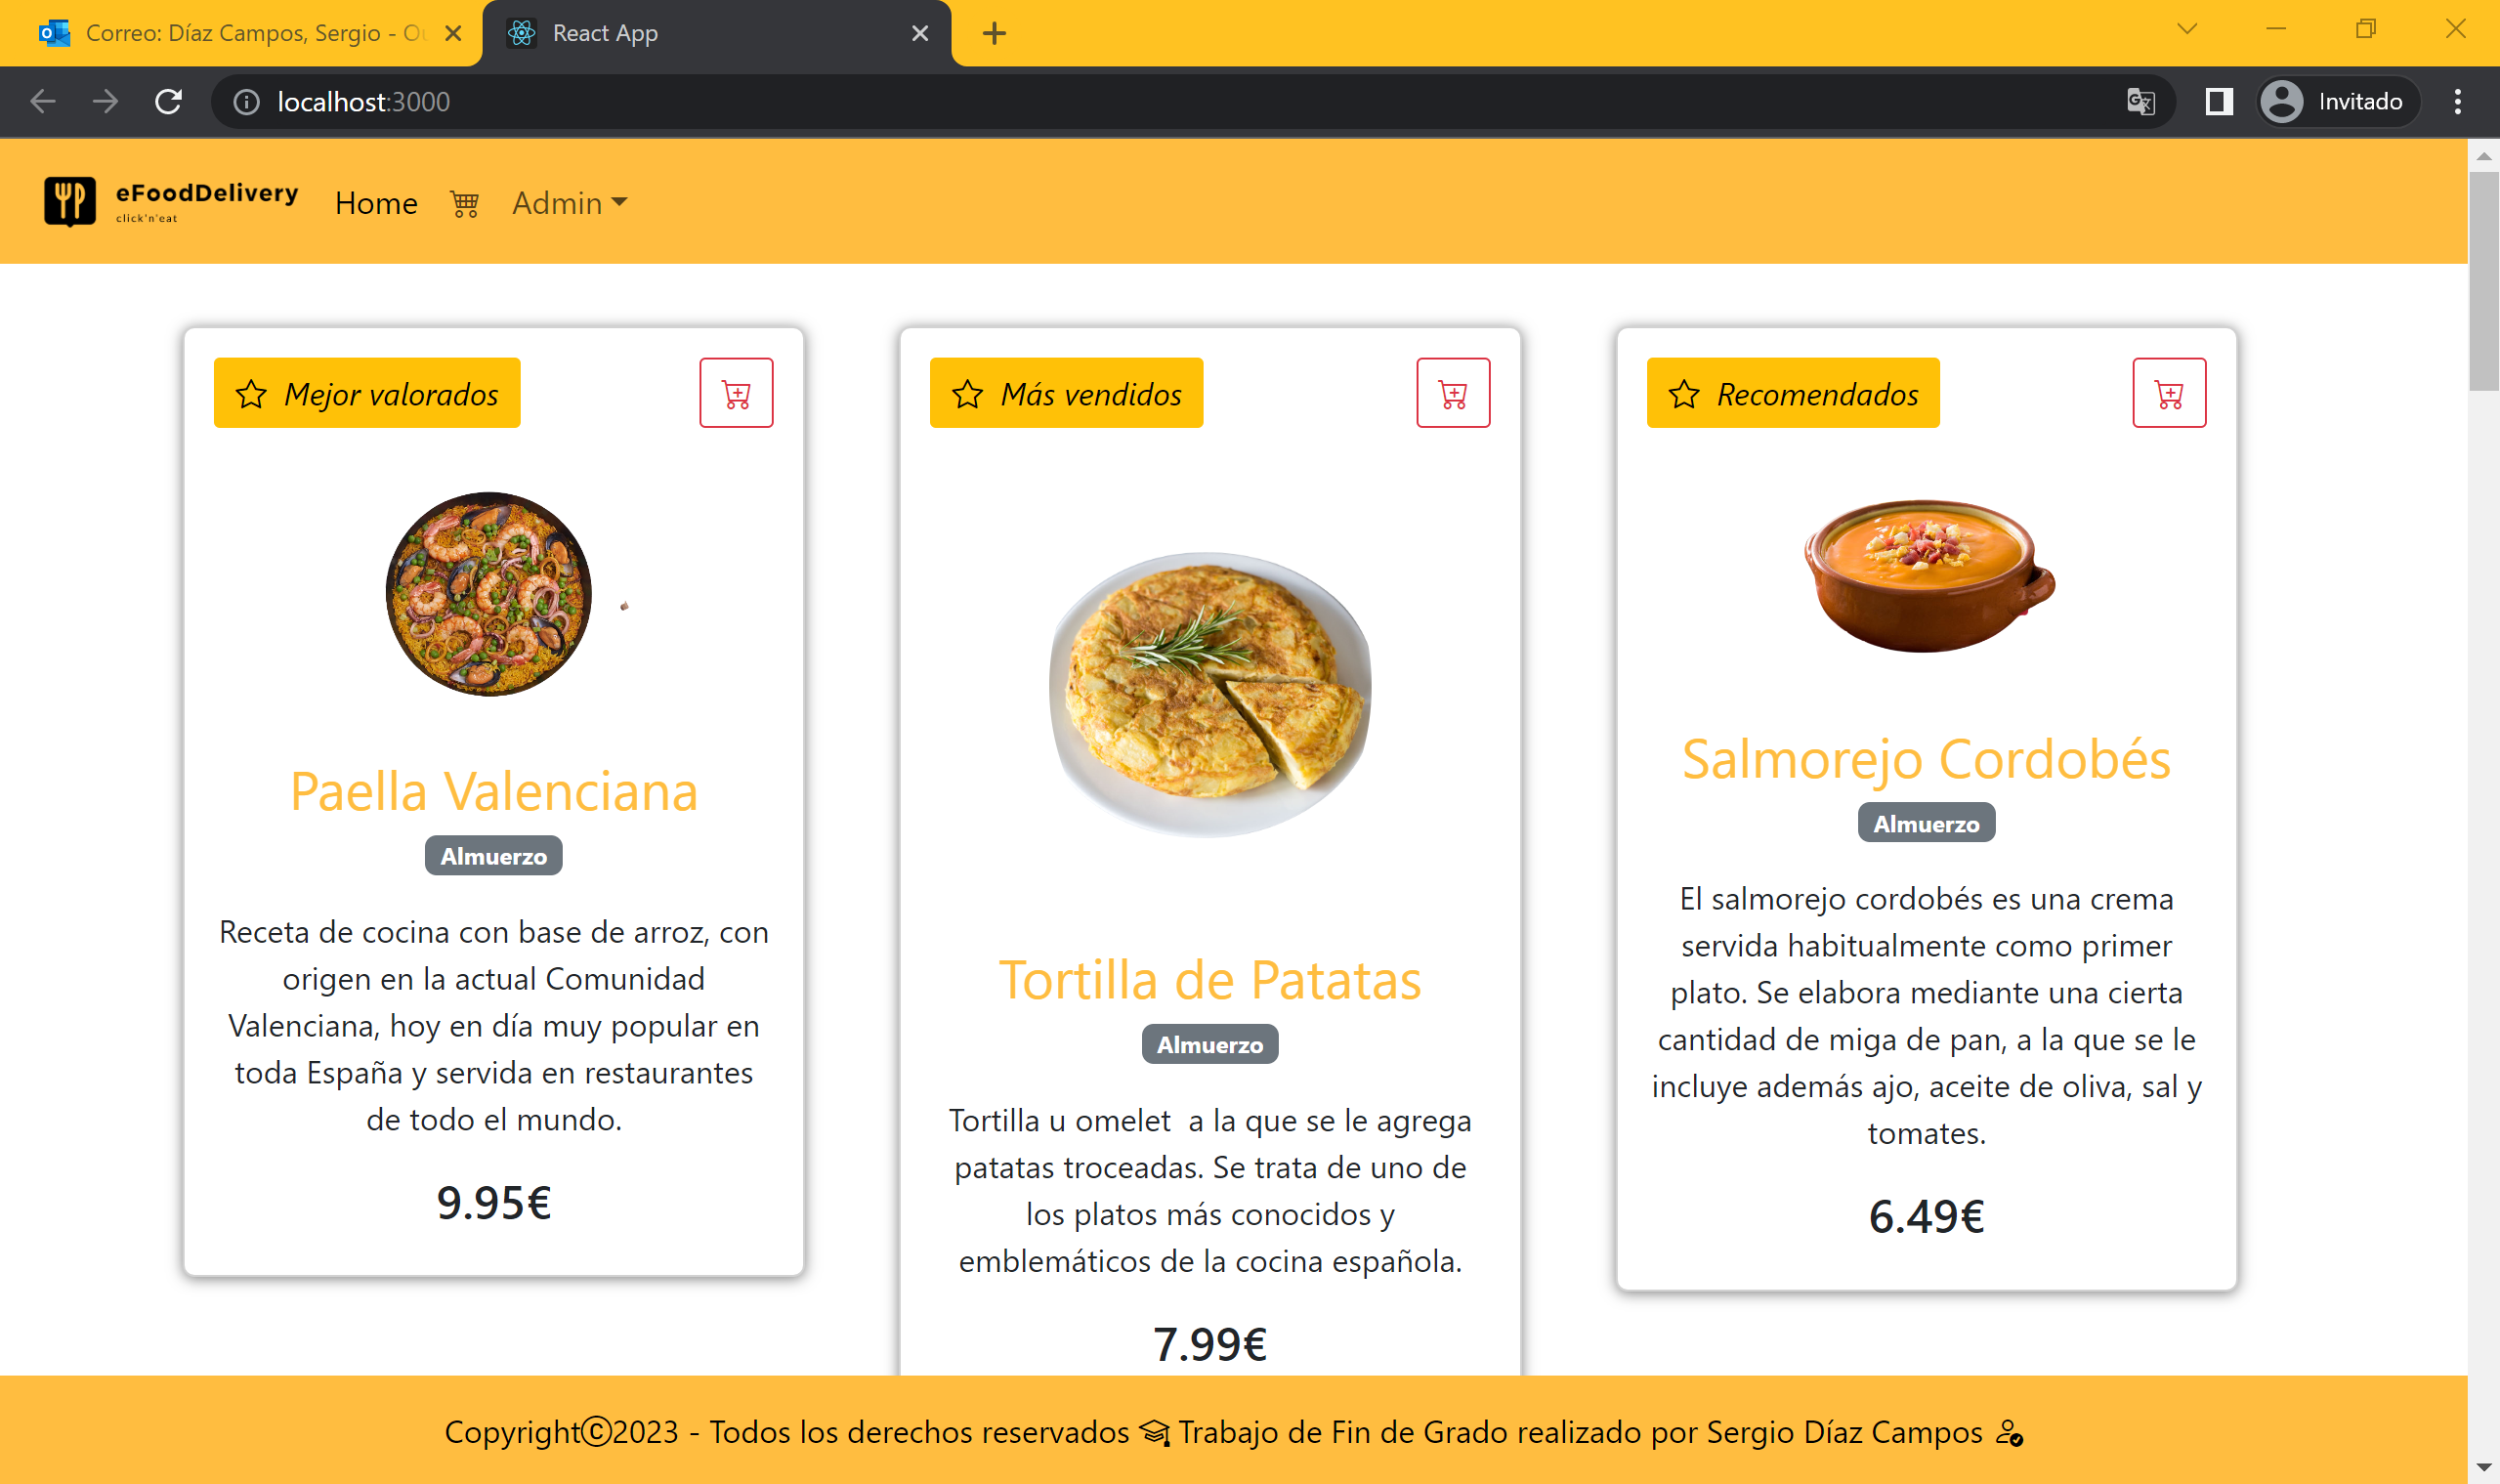 Correo: Díaz Campos, Sergio - Ou
React App
localhost:3000
Invitado
eFoodDelivery
click'n'eat
Home
Admin
Mejor valorados
Paella Valenciana
Almuerzo
Receta de cocina con base de arroz, con
origen en la actual Comunidad
Valenciana, hoy en día muy popular en
toda España y servida en restaurantes
de todo el mundo.
9.95€
Más vendidos
Tortilla de Patatas
Almuerzo
Tortilla u omelet  a la que se le agrega
patatas troceadas. Se trata de uno de
los platos más conocidos y
emblemáticos de la cocina española.
7.99€
Recomendados
Salmorejo Cordobés
Almuerzo
El salmorejo cordobés es una crema
servida habitualmente como primer
plato. Se elabora mediante una cierta
cantidad de miga de pan, a la que se le
incluye además ajo, aceite de oliva, sal y
tomates.
6.49€
Copyright©2023 - Todos los derechos reservados Trabajo de Fin de Grado realizado por Sergio Díaz Campos